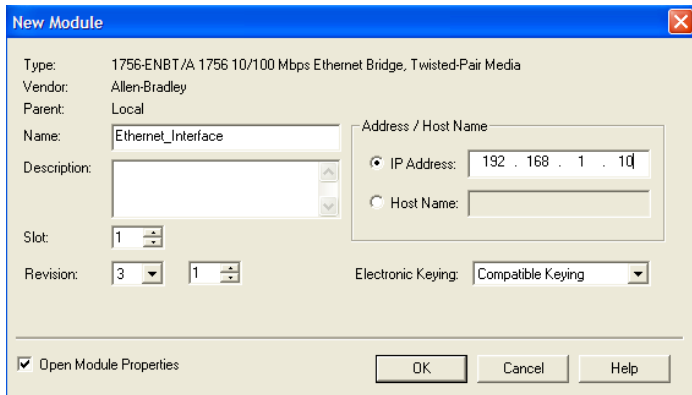 New Module
Type: 1756-ENBT/A 1756 10/100 Mbps Ethernet Bridge, Twisted-Pair Media
Vendor: Allen-Bradley
Parent: Local
Name: Ethernet_Interface
Address / Host Name
Description:
IP Address: 192 . 168 . 1 . 10
Host Name:
Slot: 1
Revision: 3 1 Electronic Keying: Compatible Keying
Open Module Properties OK Cancel Help